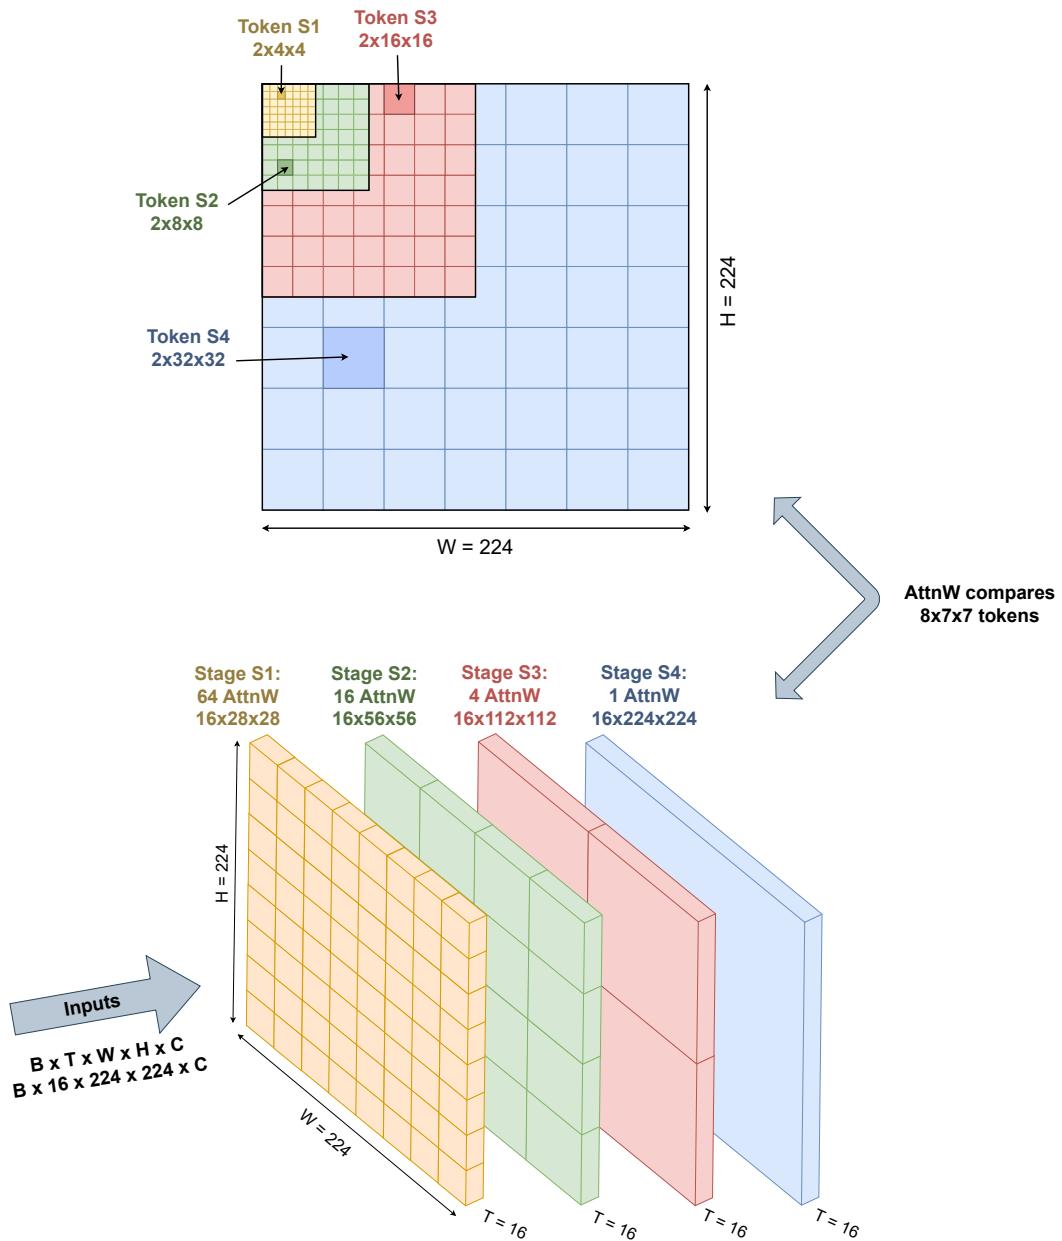 Token S1
2x4x4
Token S3
2x16x16
Token S2
2x8x8
Token S4
2x32x32
H = 224
W = 224
AttnW compares
8x7x7 tokens
Stage S1:
64 AttnW
16x28x28
Stage S2:
16 AttnW
16x56x56
Stage S3:
4 AttnW
16x112x112
Stage S4:
1 AttnW
16x224x224
H = 224
Inputs
B x T x W x H x C
B x 16 x 224 x 224 x C
W = 224
T = 16
T = 16
T = 16
T = 16